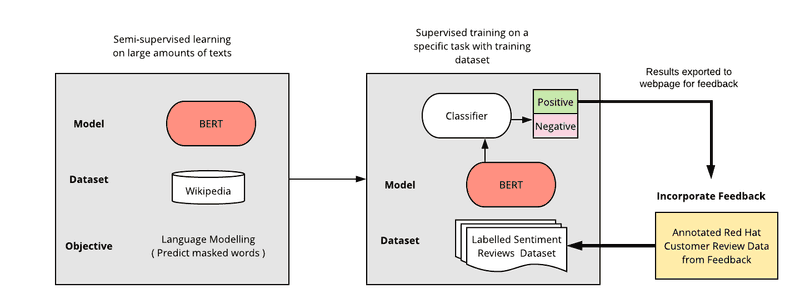 Semi-supervised learning
on large amounts of texts
Model
BERT
Dataset
Wikipedia
Objective
Language Modelling
( Predict masked words )
Supervised training on a
specific task with training
dataset
Classifier
Positive
Negative
Model
BERT
Dataset
Labelled Sentiment
Reviews Dataset
Results exported to
webpage for feedback
Incorporate Feedback
Annotated Red Hat
Customer Review Data
from Feedback